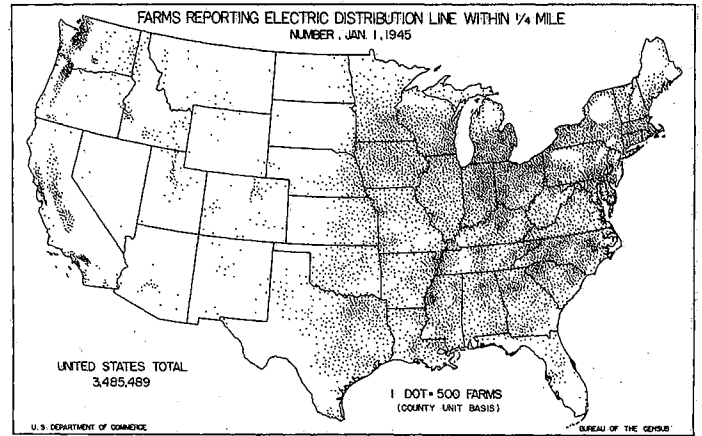 FARMS REPORTING ELECTRIC DISTRIBUTION LINE WITHIN 1/4 MILE
NUMBER, JAN. 1, 1945
UNITED STATES TOTAL
3,485,489
1 DOT=500 FARMS
(COUNTY UNIT BASIS)
U. S. DEPARTMENT OF COMMERCE
BUREAU OF THE CENSUS